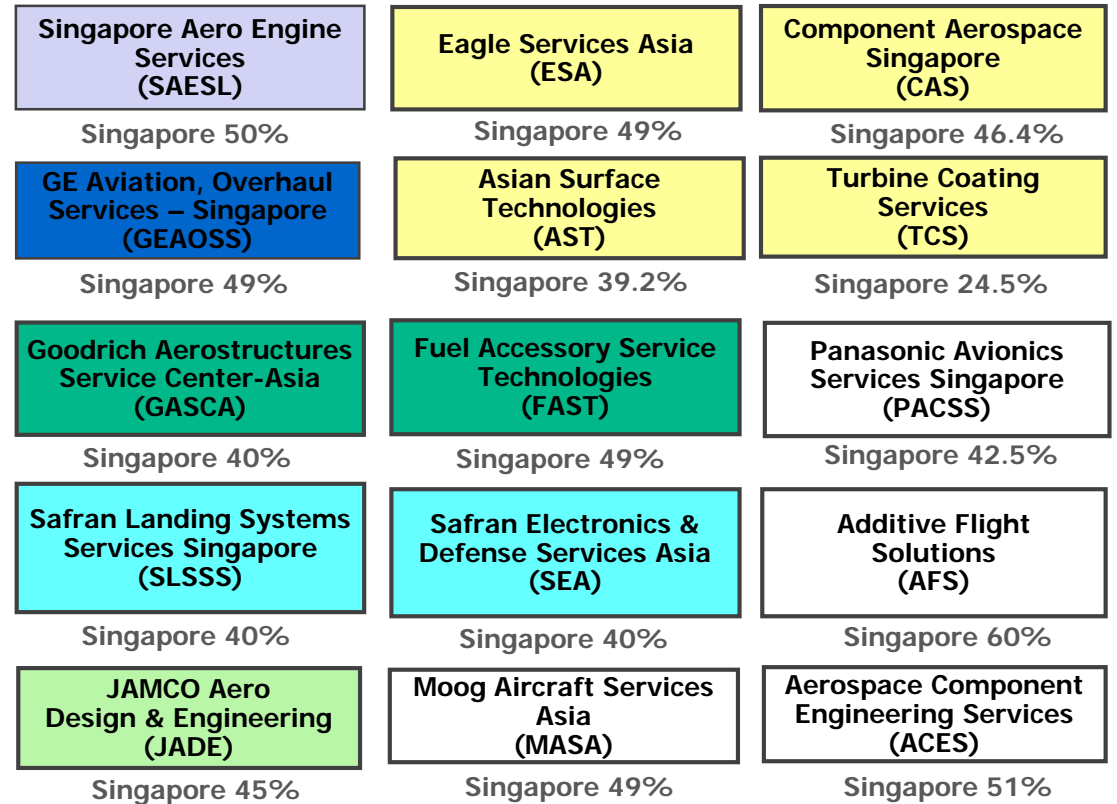 Singapore Aero Engine
Services
(SAESL)
Singapore 50%
Eagle Services Asia
(ESA)
Singapore 49%
Component Aerospace
Singapore
(CAS)
Singapore 46.4%
GE Aviation, Overhaul
Services – Singapore
(GEAOSS)
Singapore 49%
Asian Surface
Technologies
(AST)
Singapore 39.2%
Turbine Coating
Services
(TCS)
Singapore 24.5%
Goodrich Aerostructures
Service Center-Asia
(GASCA)
Singapore 40%
Fuel Accessory Service
Technologies
(FAST)
Singapore 49%
Panasonic Avionics
Services Singapore
(PACSS)
Singapore 42.5%
Safran Landing Systems
Services Singapore
(SLSSS)
Singapore 40%
Safran Electronics &
Defense Services Asia
(SEA)
Singapore 40%
Additive Flight
Solutions
(AFS)
Singapore 60%
JAMCO Aero
Design & Engineering
(JADE)
Singapore 45%
Moog Aircraft Services
Asia
(MASA)
Singapore 49%
Aerospace Component
Engineering Services
(ACES)
Singapore 51%